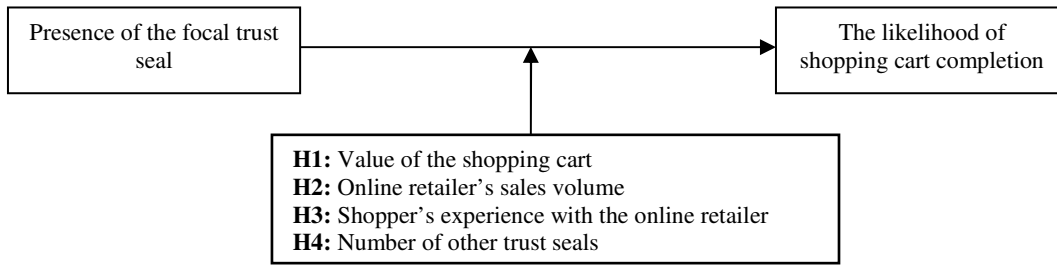 Presence of the focal trust
seal
The likelihood of
shopping cart completion
H1: Value of the shopping cart
H2: Online retailer's sales volume
H3: Shopper's experience with the online retailer
H4: Number of other trust seals